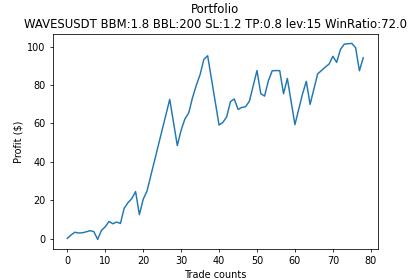 Portfolio
WAVESUSDT BBM:1.8 BBL:200 SL:1.2 TP:0.8 lev:15 WinRatio:72.0
100
80
60
40
20
0
Profit ($)
0 10 20 30 40 50 60 70 80
Trade counts